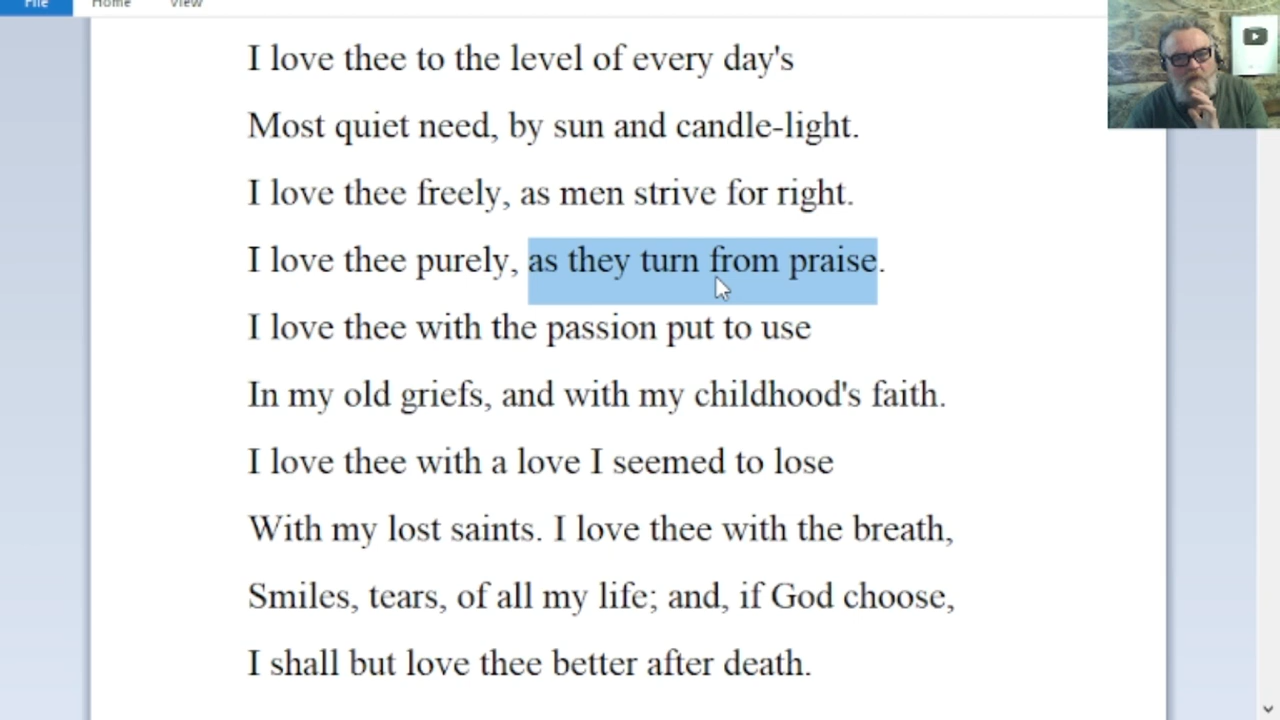 File Home View
I love thee to the level of every day's
Most quiet need, by sun and candle-light.
I love thee freely, as men strive for right.
I love thee purely, as they turn from praise.
I love thee with the passion put to use
In my old griefs, and with my childhood's faith.
I love thee with a love I seemed to lose
With my lost saints. I love thee with the breath,
Smiles, tears, of all my life; and, if God choose,
I shall but love thee better after death.